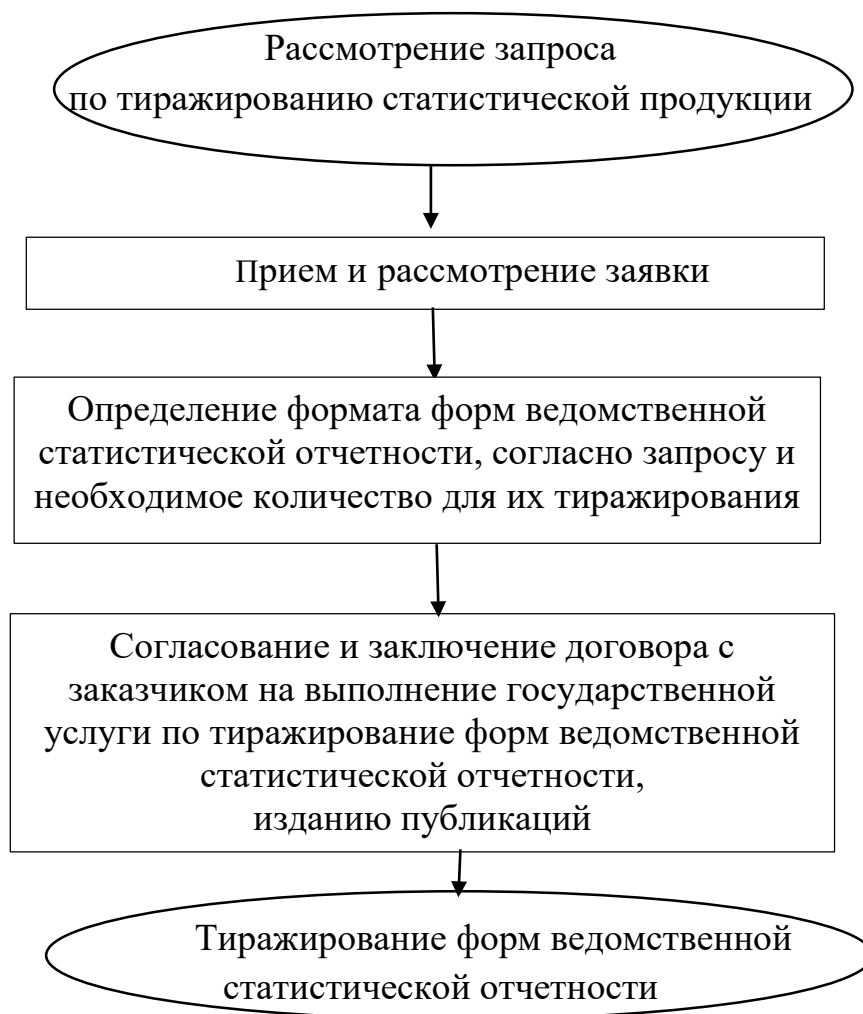 Рассмотрение запроса
по тиражированию статистической продукции
Прием и рассмотрение заявки
Определение формата форм ведомственной
статистической отчетности, согласно запросу и
необходимое количество для их тиражирования
Согласование и заключение договора с
заказчиком на выполнение государственной
услуги по тиражирование форм ведомственной
статистической отчетности,
изданию публикаций
Тиражирование форм ведомственной
статистической отчетности